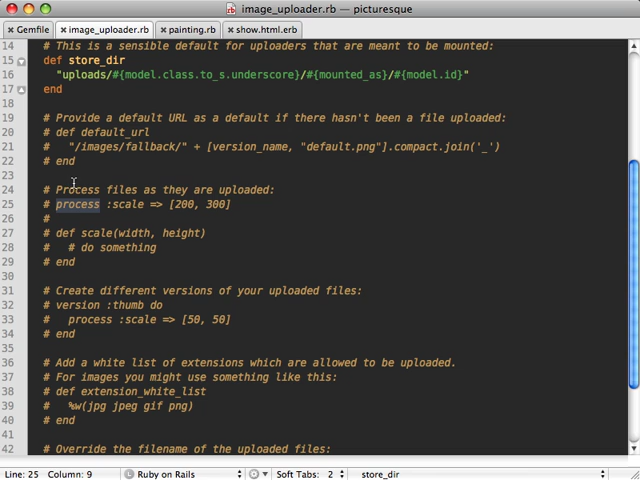 image_uploader.rb — picturesque
Gemfile image_uploader.rb painting.rb show.html.erb
14 # This is a sensible default for uploaders that are meant to be mounted:
15 def store_dir
16 "uploads/#{model.class.to_s.underscore}/#{mounted_as}/#{model.id}"
17 end
18
19 # Provide a default URL as a default if there hasn't been a file uploaded:
20 # def default_url
21 # "/images/fallback/" + [version_name, "default.png"].compact.join('_')
22 # end
23
24 # Process files as they are uploaded:
25 # process :scale => [200, 300]
26 #
27 # def scale(width, height)
28 # # do something
29 # end
30
31 # Create different versions of your uploaded files:
32 # version :thumb do
33 # process :scale => [50, 50]
34 # end
35
36 # Add a white list of extensions which are allowed to be uploaded.
37 # For images you might use something like this:
38 # def extension_white_list
39 # %w(jpg jpeg gif png)
40 # end
41
42 # Override the filename of the uploaded files:
Line: 25 Column: 9 Ruby on Rails Soft Tabs: 2 store_dir